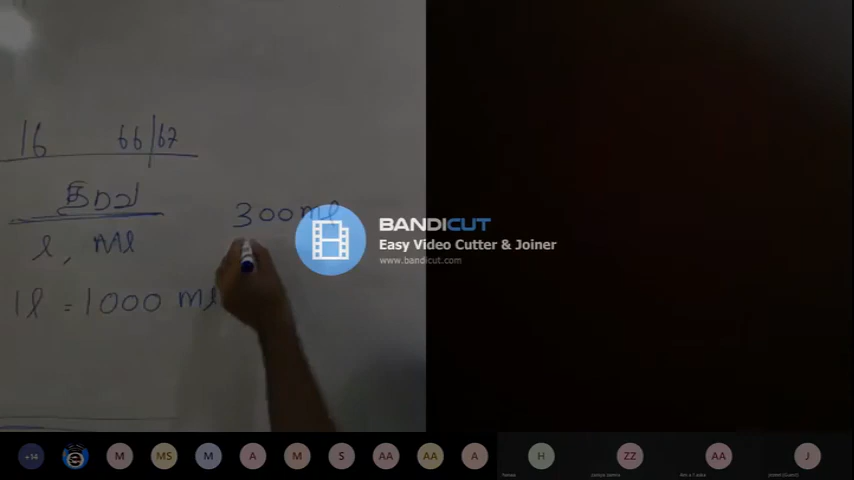 16 66/67
திரவ
l, ml
300ml
1l = 1000 ml
BANDICUT
Easy Video Cutter & Joiner
www.bandicut.com
+34 M MS M A M S AA AA A H ZZ AA J